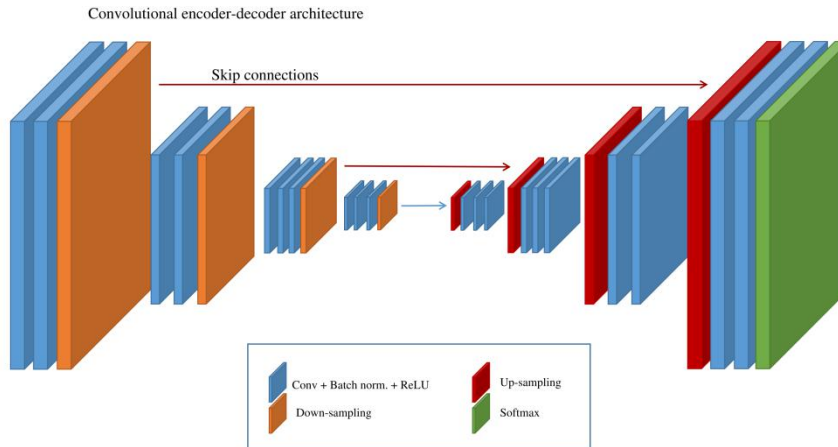 Convolutional encoder-decoder architecture
Skip connections
Conv + Batch norm. + ReLU
Up-sampling
Down-sampling
Softmax